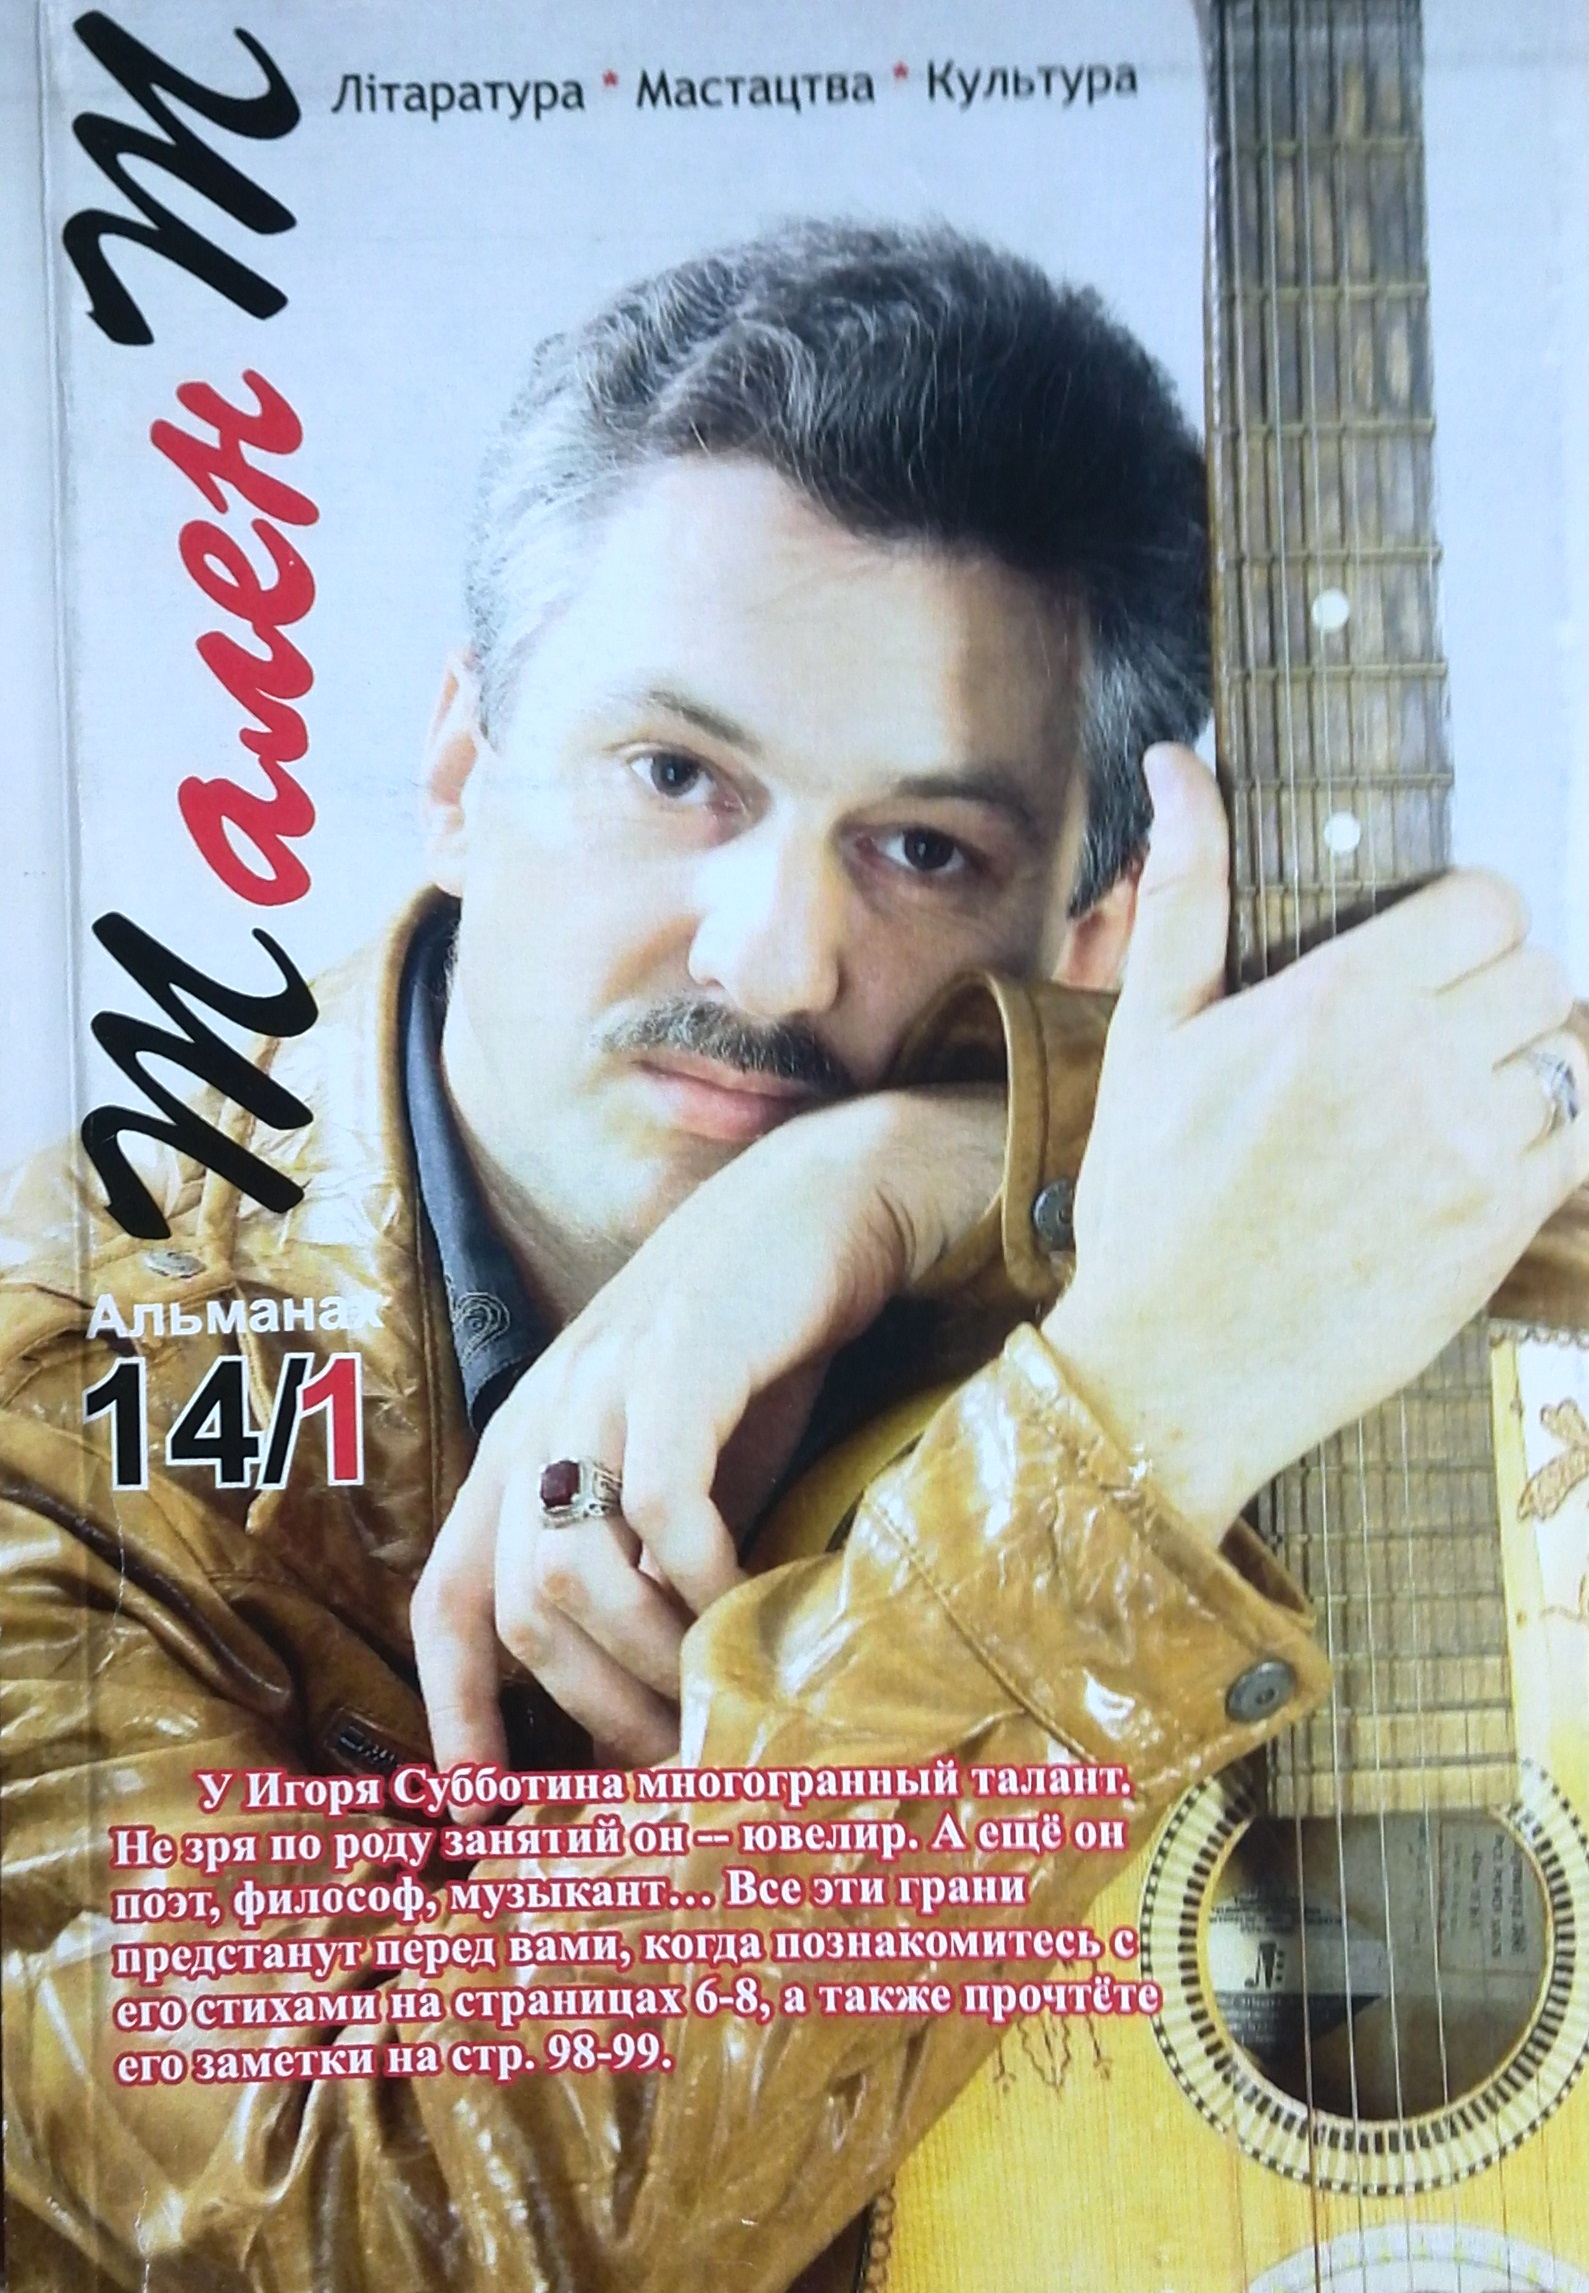 Літаратура * Мастацтва * Культура
ТаленТ
Альманах
14/1
У Игоря Субботина многогранный талант.
Не зря по роду занятий он – ювелир. А ещё он
поэт, философ, музыкант… Все эти грани
предстанут перед вами, когда познакомитесь с
его стихами на страницах 6-8, а также прочтёте
его заметки на стр. 98-99.